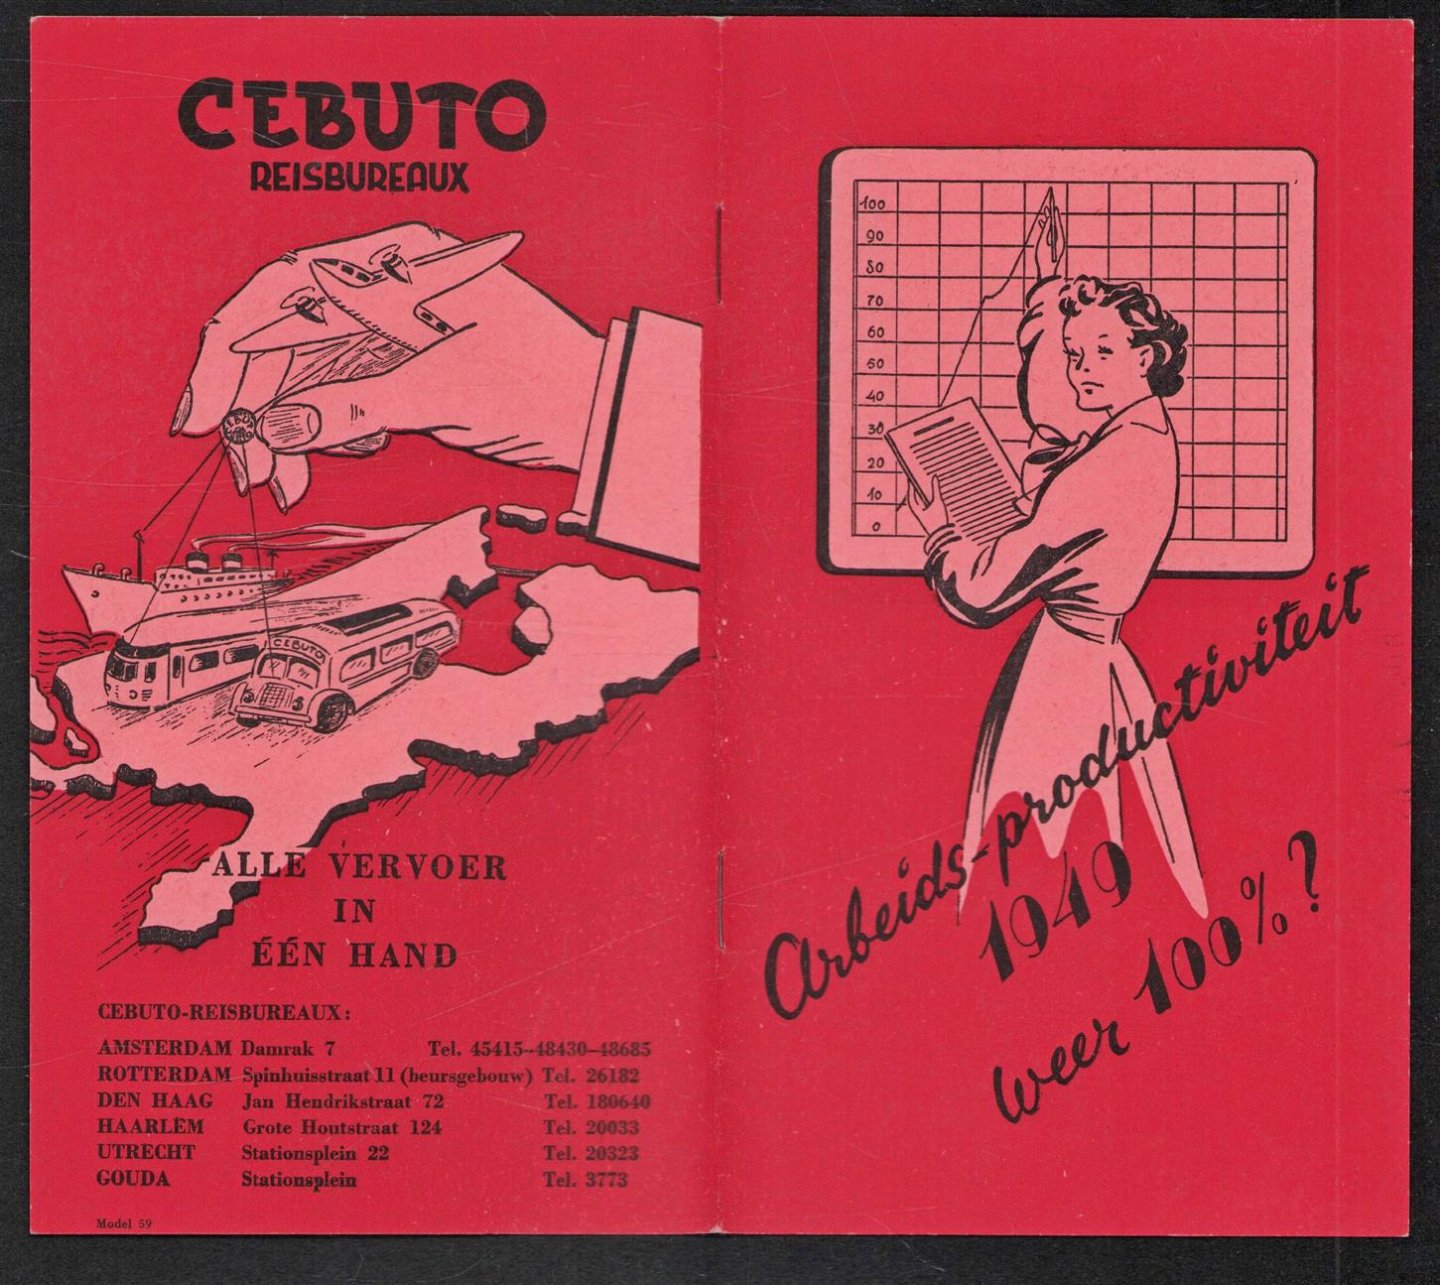 CEBUTO
REISBUREAUX
CEBUTO
CEBUTO
ALLE VERVOER
IN
ÉÉN HAND
CEBUTO-REISBUREAUX:
AMSTERDAM Damrak 7 Tel. 45415-48430-48685
ROTTERDAM Spinhuisstraat 11 (beursgebouw) Tel. 26182
DEN HAAG Jan Hendrikstraat 72 Tel. 180640
HAARLEM Grote Houtstraat 124 Tel. 20033
UTRECHT Stationsplein 22 Tel. 20323
GOUDA Stationsplein Tel. 3773
Model 59
100
90
80
70
60
50
40
30
20
10
0
Arbeids-productiviteit
1949
weer 100%?